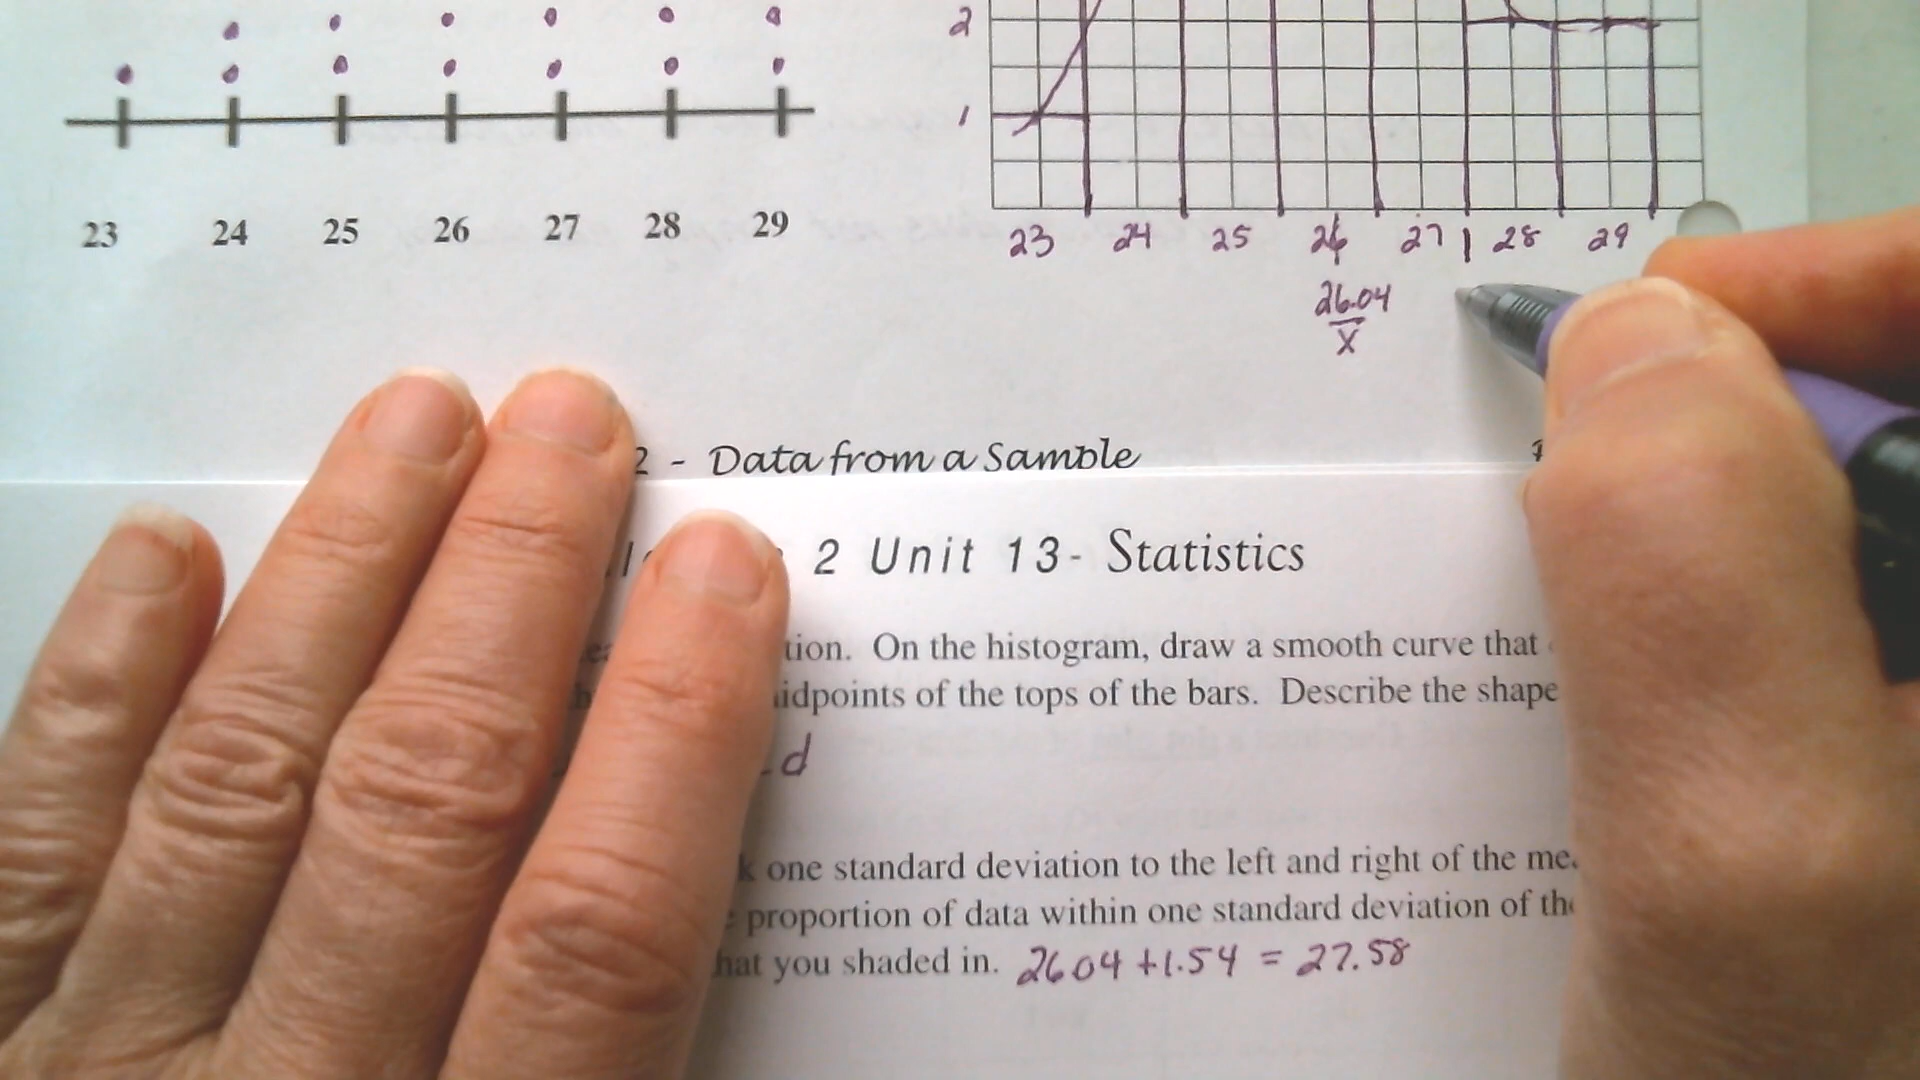 2
1
23 24 25 26 27 28 29
23 24 25 26 27 28 29
26.04
X
2 - Data from a Sample
2 Unit 13- Statistics
tion. On the histogram, draw a smooth curve that
idpoints of the tops of the bars. Describe the shape
d
k one standard deviation to the left and right of the me
proportion of data within one standard deviation of the
hat you shaded in. 26.04 + 1.54 = 27.58